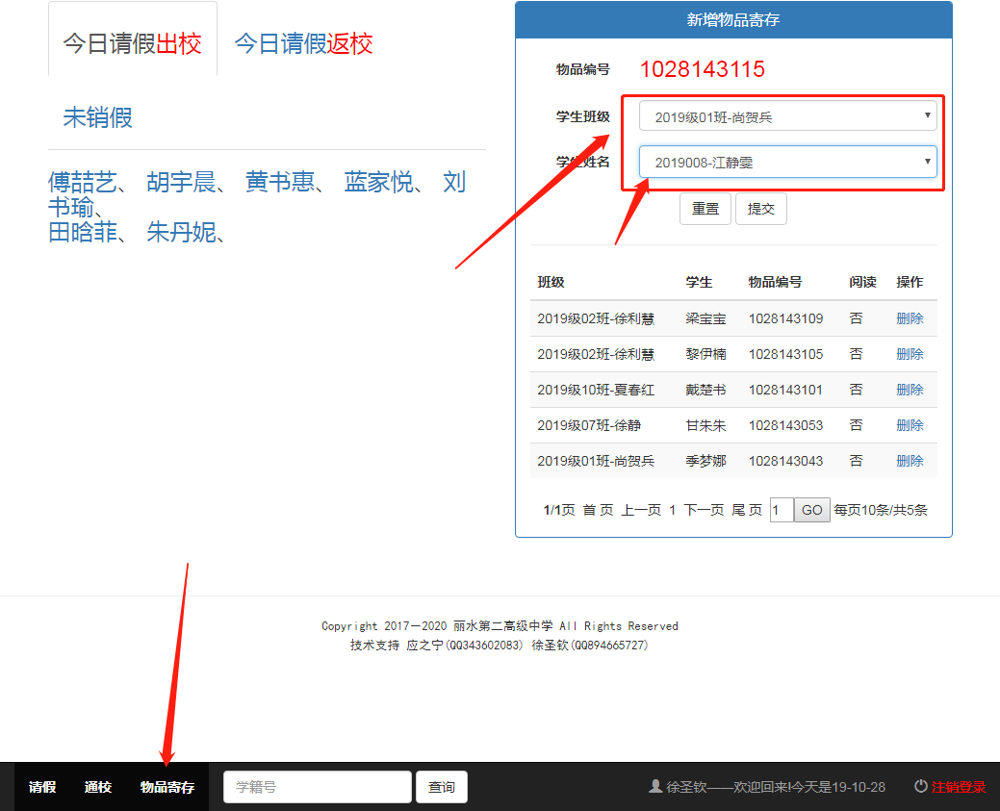 今日请假出校 今日请假返校
未销假
傅喆艺、 胡宇晨、 黄书惠、 蓝家悦、 刘
书瑜、
田晗菲、 朱丹妮、
新增物品寄存
物品编号 1028143115
学生班级 2019级01班-尚贺兵
学生姓名 2019008-江静雯
重置 提交
班级 学生 物品编号 阅读 操作
2019级02班-徐利慧 梁宝宝 1028143109 否 删除
2019级02班-徐利慧 黎伊楠 1028143105 否 删除
2019级10班-夏春红 戴楚书 1028143101 否 删除
2019级07班-徐静 甘朱朱 1028143053 否 删除
2019级01班-尚贺兵 季梦娜 1028143043 否 删除
1/1页 首 页 上一页 1 下一页 尾 页 1 GO 每页10条/共5条
Copyright 2017－2020 丽水第二高级中学 All Rights Reserved
技术支持 应之宁(QQ343602083) 徐圣钦(QQ894665727)
请假 通校 物品寄存 学籍号 查询 徐圣钦——欢迎回来!今天是19-10-28 注销登录